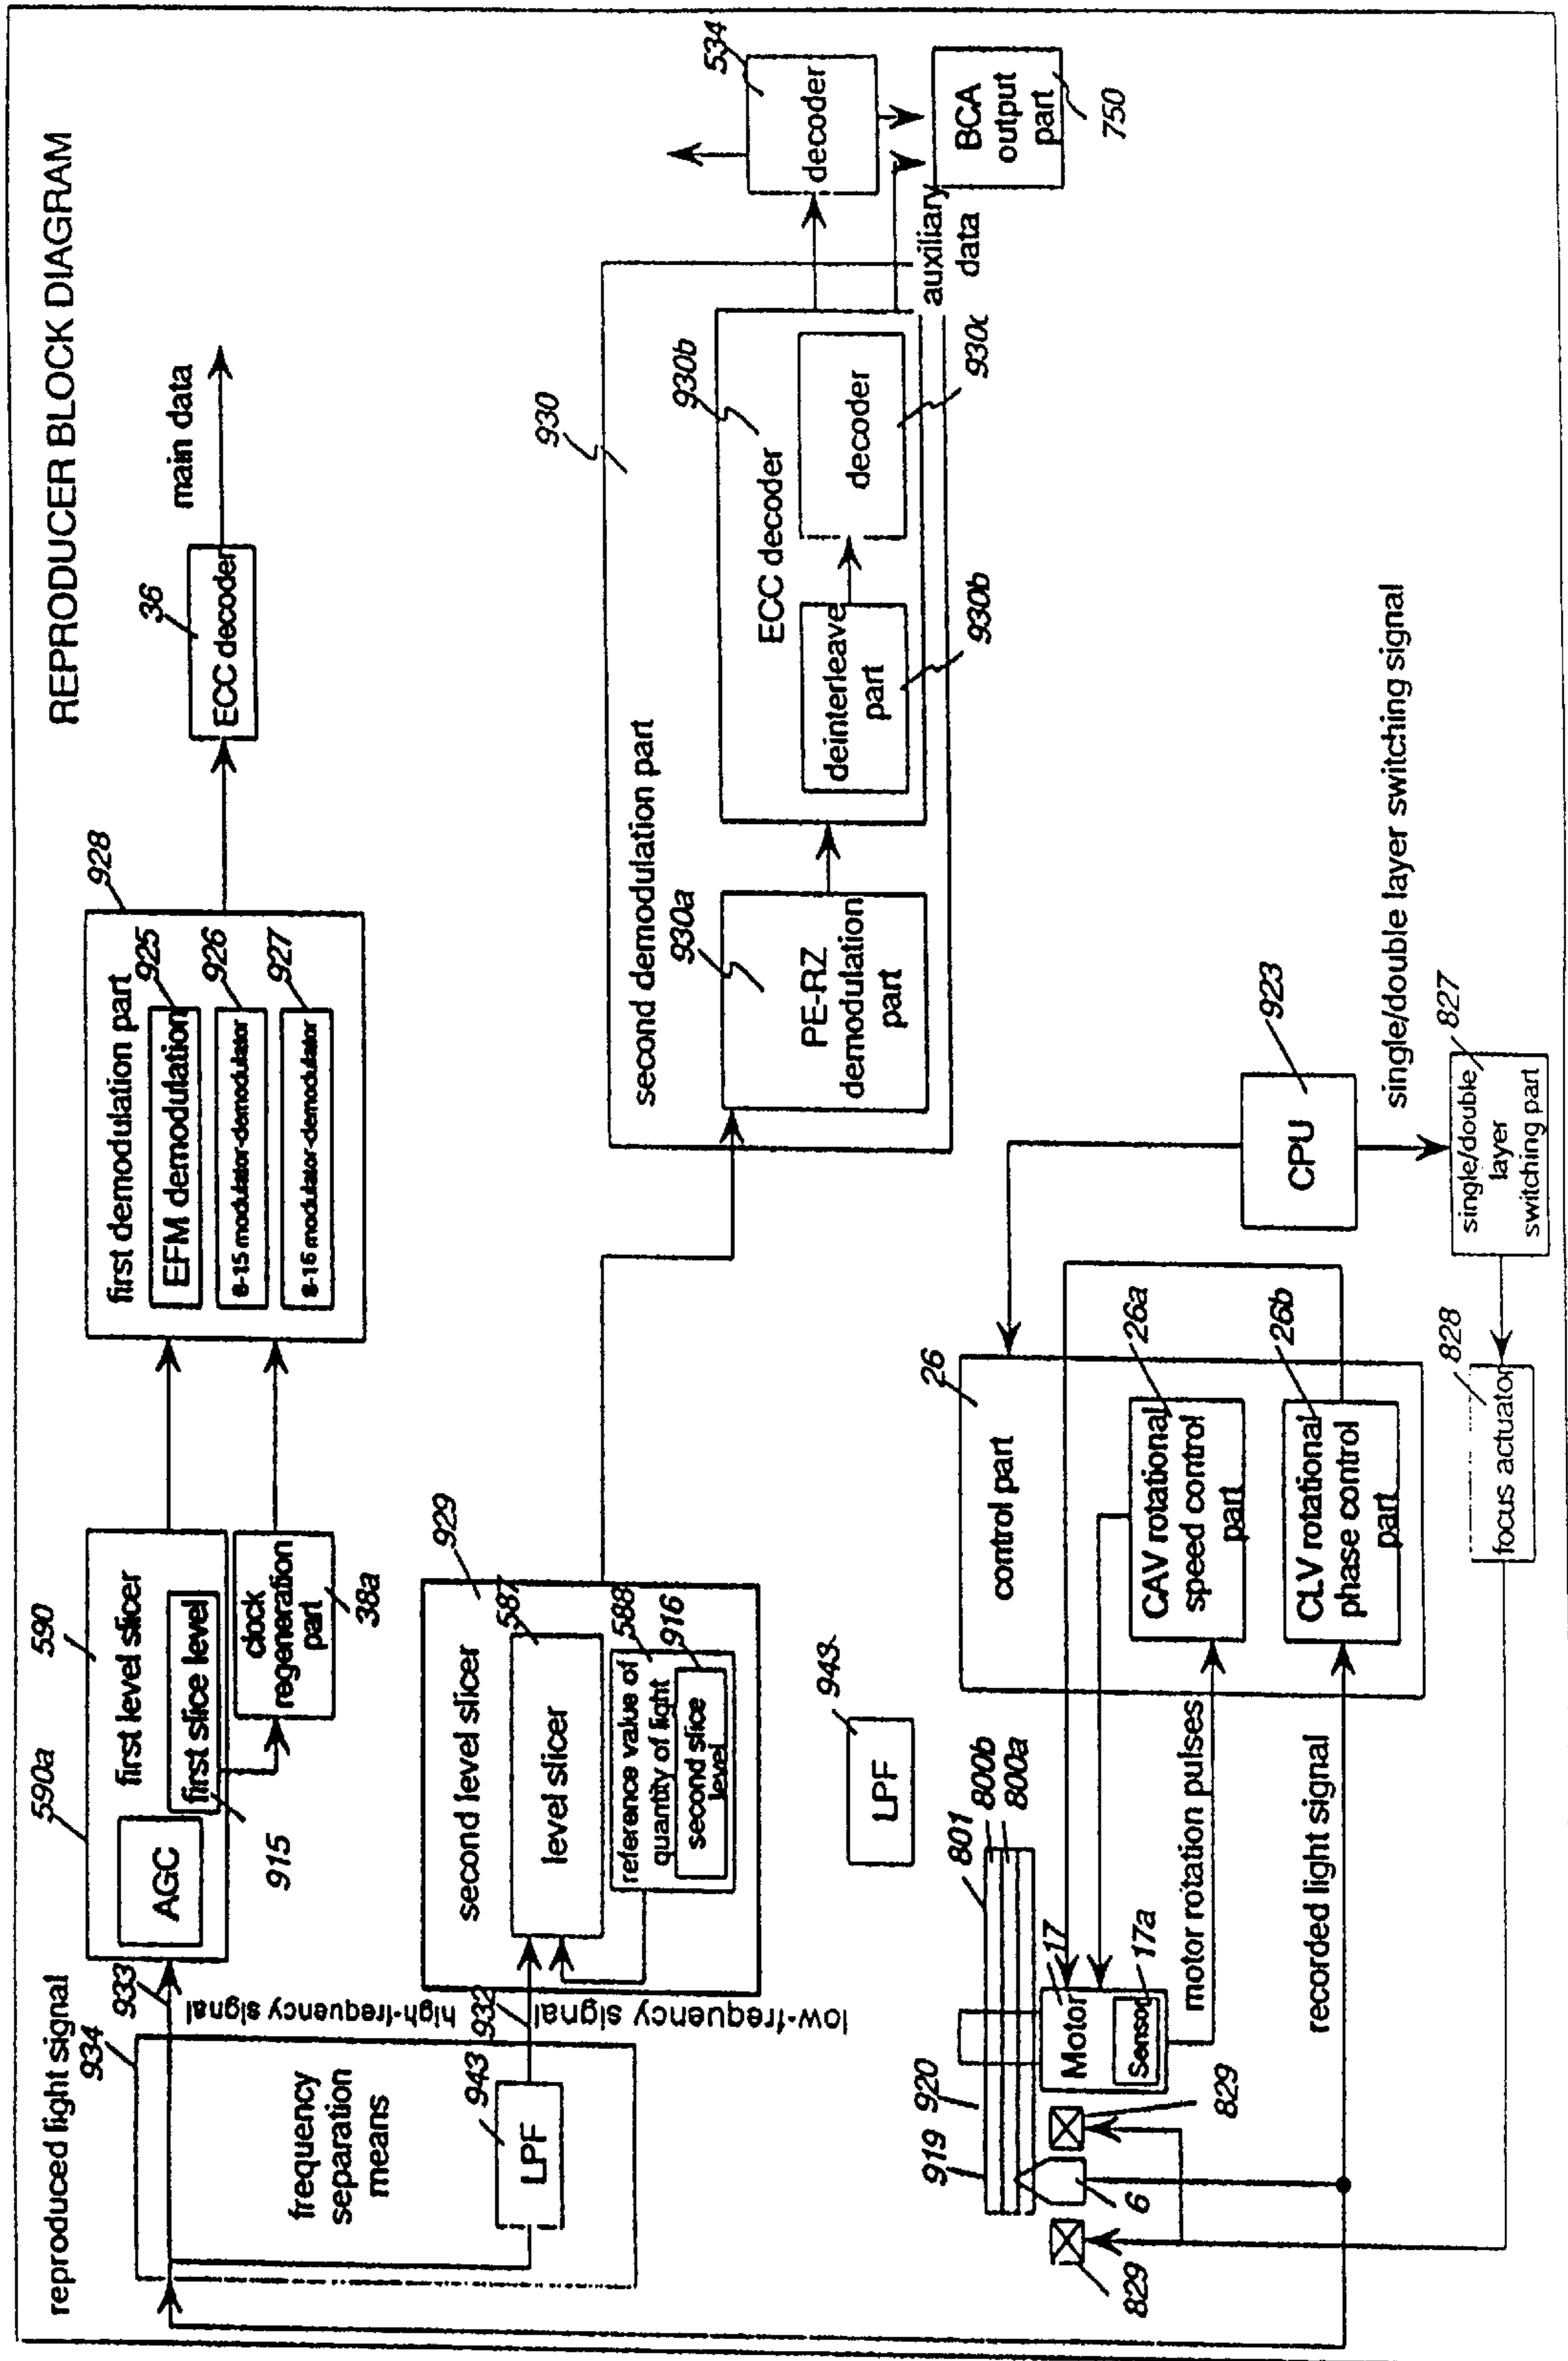 REPRODUCER BLOCK DIAGRAM
reproduced light signal
934
frequency
separation
means
943
LPF
933
high-frequency signal
932
low-frequency signal
590a
590
first level slicer
AGC
first slice level
915
clock
regeneration
part
38a
928
first demodulation part
925
EFM demodulation
926
8-15 modulator-demodulator
927
8-16 modulator-demodulator
36
ECC decoder
main data
929
second level slicer
587
level slicer
588
reference value of
quantity of light
916
second slice
level
930
second demodulation part
930a
PE-RZ
demodulation
part
930b
ECC decoder
deinterleave
part
930b
decoder
930c
auxiliary
data
534
decoder
BCA
output
part
750
943
LPF
919
920
801
800b
800a
17
Motor
17a
Sensor
829
829
6
motor rotation pulses
recorded light signal
26
control part
26a
CAV rotational
speed control
part
26b
CLV rotational
phase control
part
923
CPU
single/double layer switching signal
827
single/double
layer
switching part
828
focus actuator